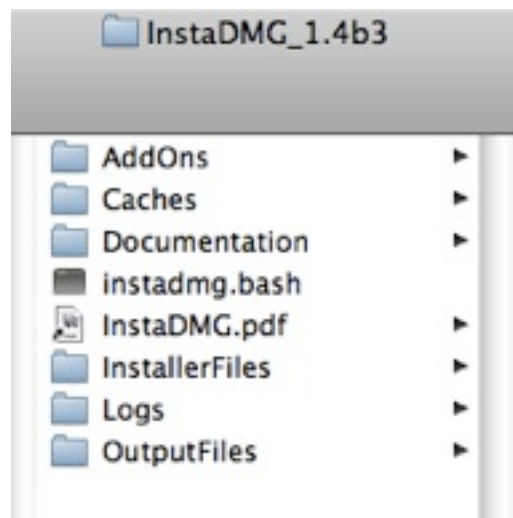 InstaDMG_1.4b3
AddOns
Caches
Documentation
instadmg.bash
InstaDMG.pdf
InstallerFiles
Logs
OutputFiles